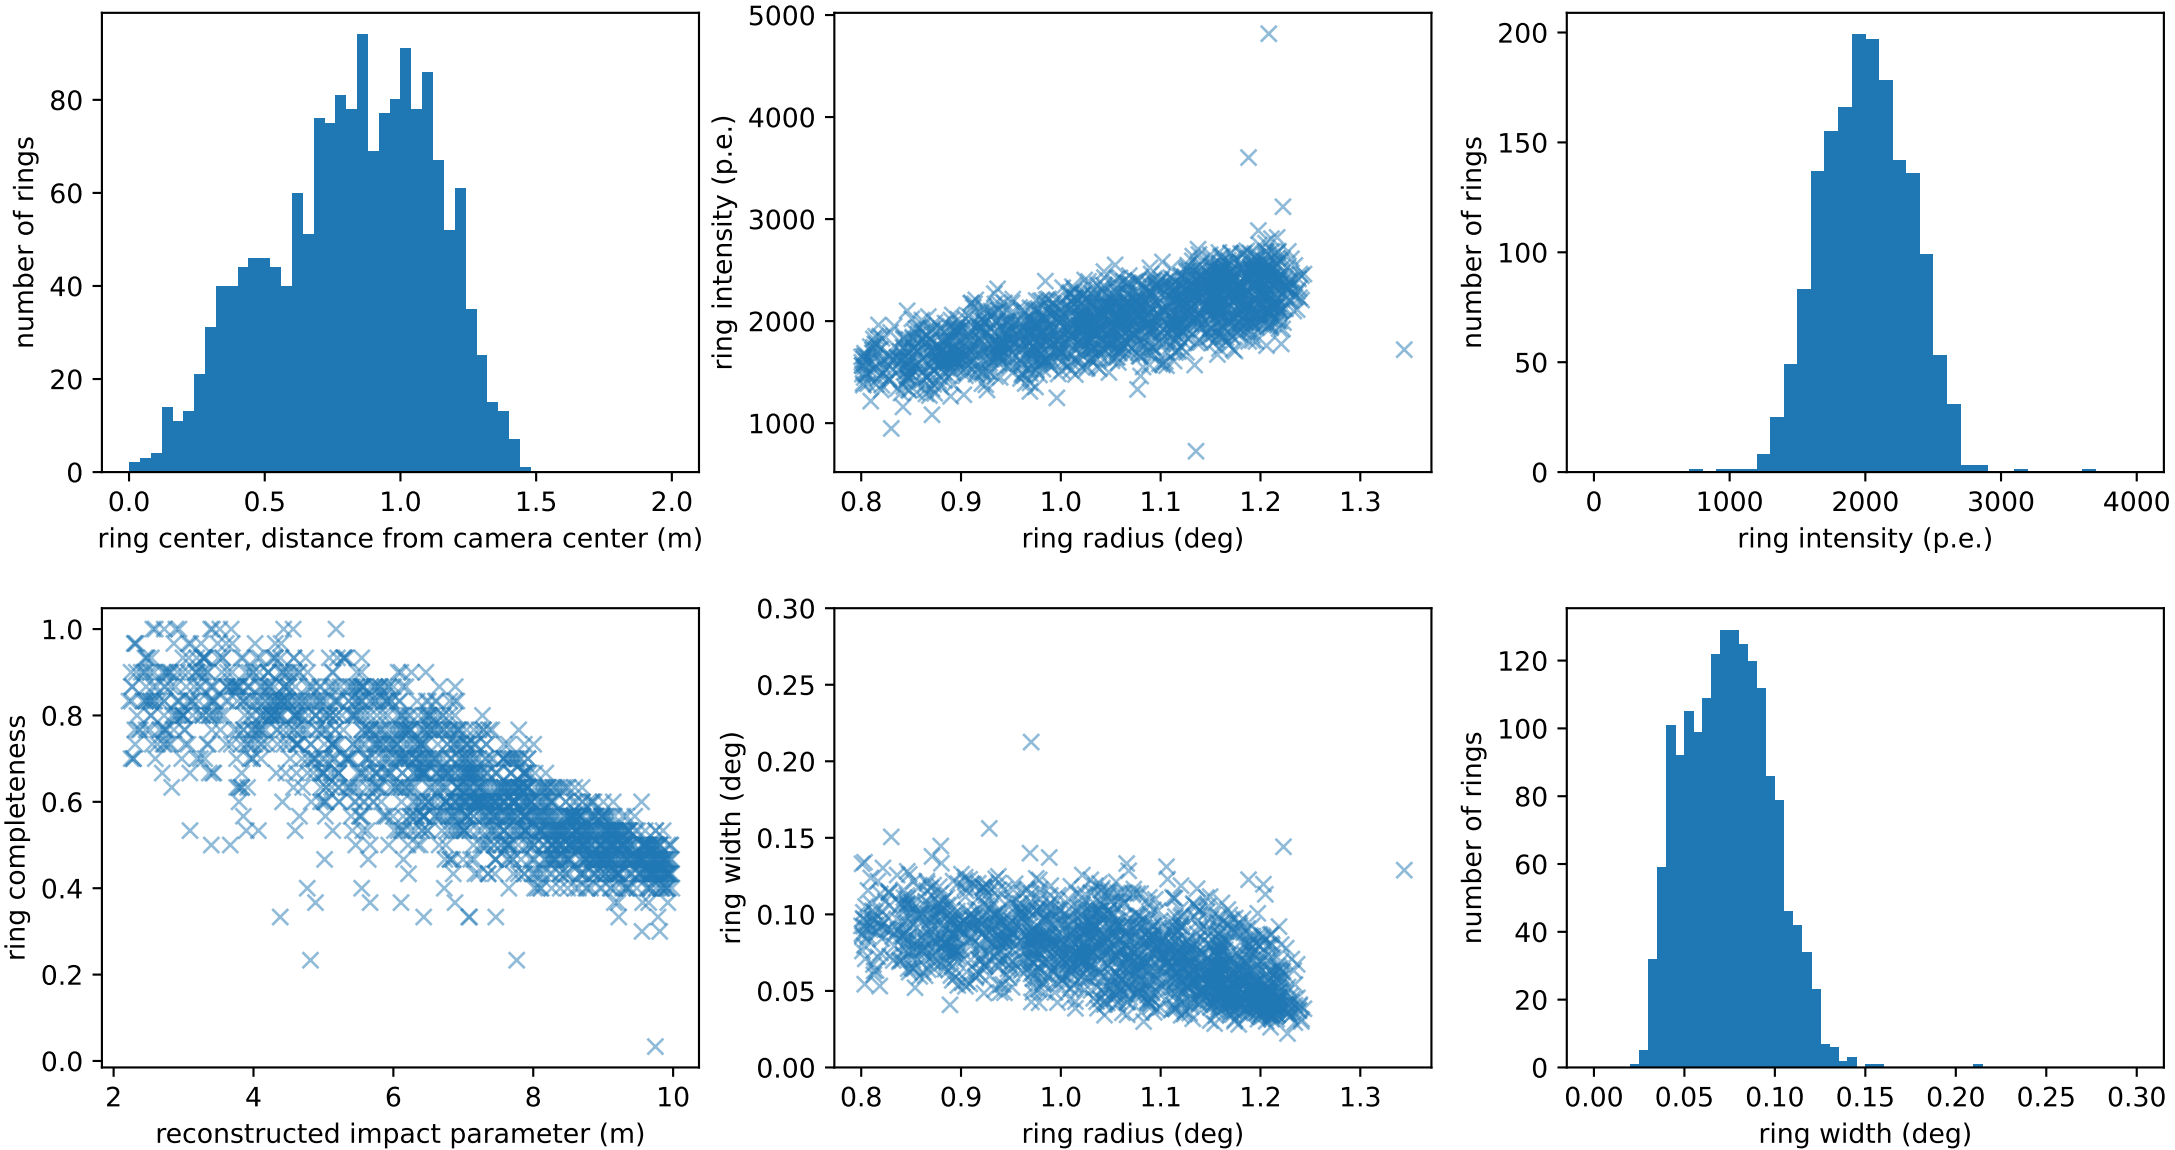 80
60
40
20
0
number of rings
0.0 0.5 1.0 1.5 2.0
ring center, distance from camera center (m)
5000
4000
3000
2000
1000
ring intensity (p.e.)
0.8 0.9 1.0 1.1 1.2 1.3
ring radius (deg)
200
150
100
50
0
number of rings
0 1000 2000 3000 4000
ring intensity (p.e.)
1.0
0.8
0.6
0.4
0.2
0.0
ring completeness
2 4 6 8 10
reconstructed impact parameter (m)
0.30
0.25
0.20
0.15
0.10
0.05
0.00
ring width (deg)
0.8 0.9 1.0 1.1 1.2 1.3
ring radius (deg)
120
100
80
60
40
20
0
number of rings
0.00 0.05 0.10 0.15 0.20 0.25 0.30
ring width (deg)